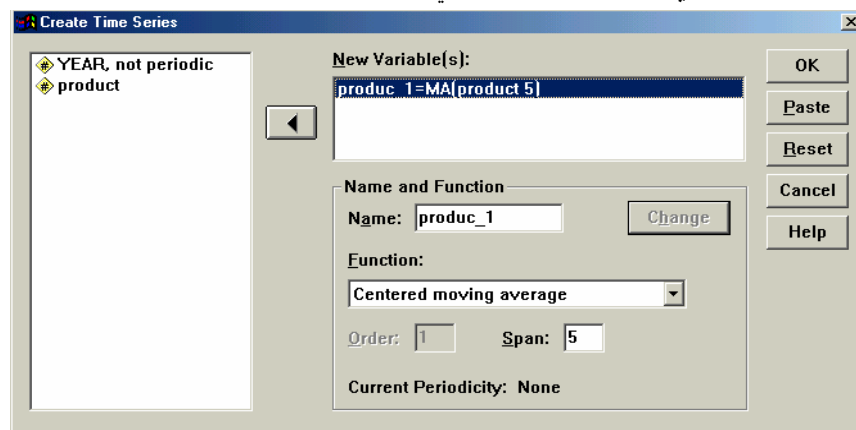 Create Time Series
YEAR, not periodic
product
New Variable(s):
produc_1=MA(product 5)
Name and Function
Name: produc_1
Change
Function:
Centered moving average
Order: 1 Span: 5
Current Periodicity: None
OK
Paste
Reset
Cancel
Help